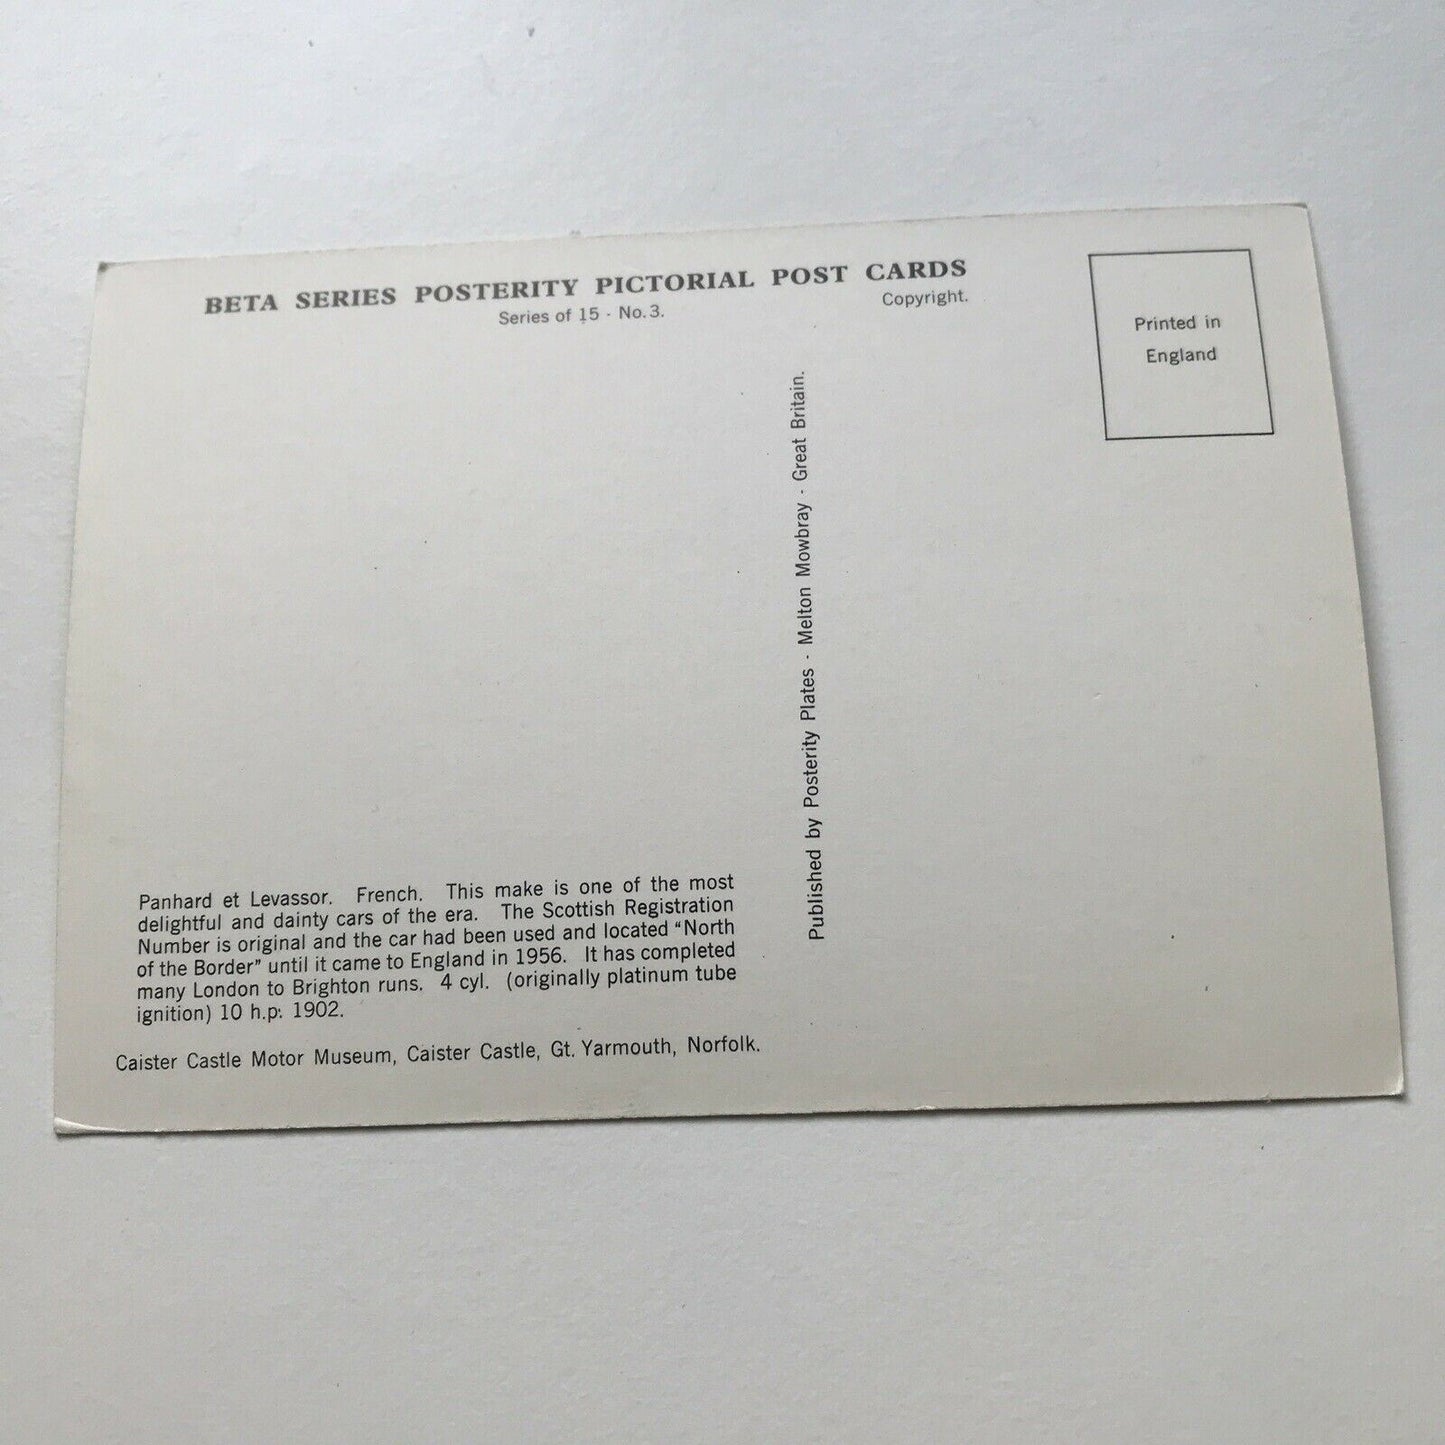 BETA SERIES POSTERITY PICTORIAL POST CARDS
Series of 15 · No. 3.
Copyright.
Printed in
England
Published by Posterity Plates · Melton Mowbray · Great Britain.
Panhard et Levassor. French. This make is one of the most
delightful and dainty cars of the era. The Scottish Registration
Number is original and the car had been used and located “North
of the Border” until it came to England in 1956. It has completed
many London to Brighton runs. 4 cyl. (originally platinum tube
ignition) 10 h.p. 1902.
Caister Castle Motor Museum, Caister Castle, Gt. Yarmouth, Norfolk.